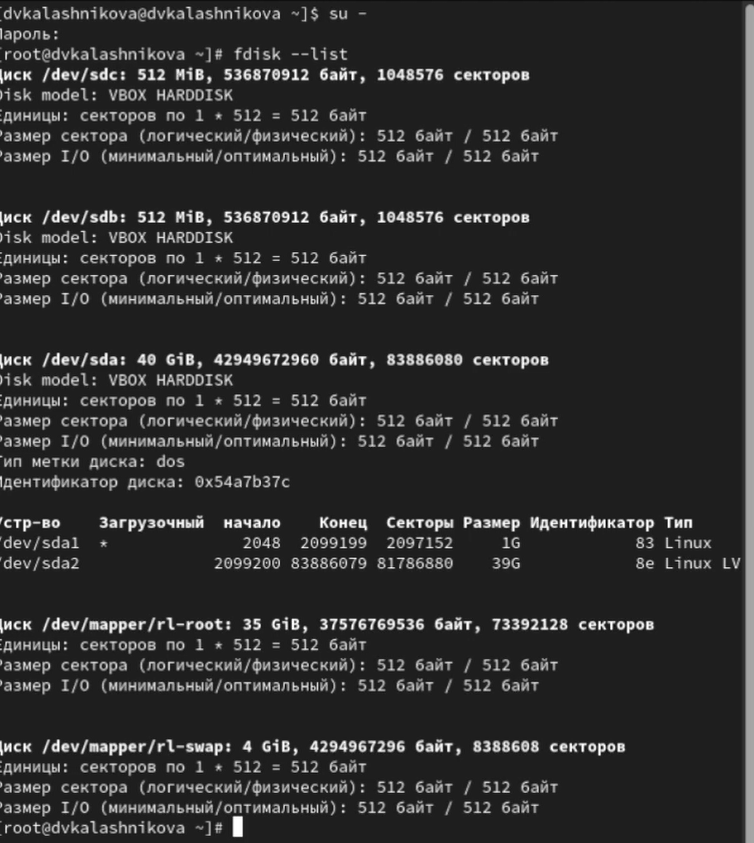 [dvkalashnikova@dvkalashnikova ~]$ su -
Пароль:
[root@dvkalashnikova ~]# fdisk --list
Диск /dev/sdc: 512 MiB, 536870912 байт, 1048576 секторов
Disk model: VBOX HARDDISK
Единицы: секторов по 1 * 512 = 512 байт
Размер сектора (логический/физический): 512 байт / 512 байт
Размер I/O (минимальный/оптимальный): 512 байт / 512 байт
Диск /dev/sdb: 512 MiB, 536870912 байт, 1048576 секторов
Disk model: VBOX HARDDISK
Единицы: секторов по 1 * 512 = 512 байт
Размер сектора (логический/физический): 512 байт / 512 байт
Размер I/O (минимальный/оптимальный): 512 байт / 512 байт
Диск /dev/sda: 40 GiB, 42949672960 байт, 83886080 секторов
Disk model: VBOX HARDDISK
Единицы: секторов по 1 * 512 = 512 байт
Размер сектора (логический/физический): 512 байт / 512 байт
Размер I/O (минимальный/оптимальный): 512 байт / 512 байт
Тип метки диска: dos
Идентификатор диска: 0x54a7b37c
Устр-во Загрузочный начало Конец Секторы Размер Идентификатор Тип
/dev/sda1 * 2048 2099199 2097152 1G 83 Linux
/dev/sda2 2099200 83886079 81786880 39G 8e Linux LV
Диск /dev/mapper/rl-root: 35 GiB, 37576769536 байт, 73392128 секторов
Единицы: секторов по 1 * 512 = 512 байт
Размер сектора (логический/физический): 512 байт / 512 байт
Размер I/O (минимальный/оптимальный): 512 байт / 512 байт
Диск /dev/mapper/rl-swap: 4 GiB, 4294967296 байт, 8388608 секторов
Единицы: секторов по 1 * 512 = 512 байт
Размер сектора (логический/физический): 512 байт / 512 байт
Размер I/O (минимальный/оптимальный): 512 байт / 512 байт
[root@dvkalashnikova ~]#